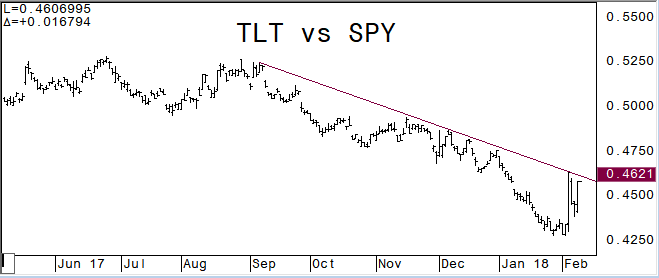 L=0.4606995
Δ=+0.016794
TLT vs SPY
0.5500
0.5250
0.5000
0.4750
0.4621
0.4500
0.4250
Jun 17 Jul Aug Sep Oct Nov Dec Jan 18 Feb